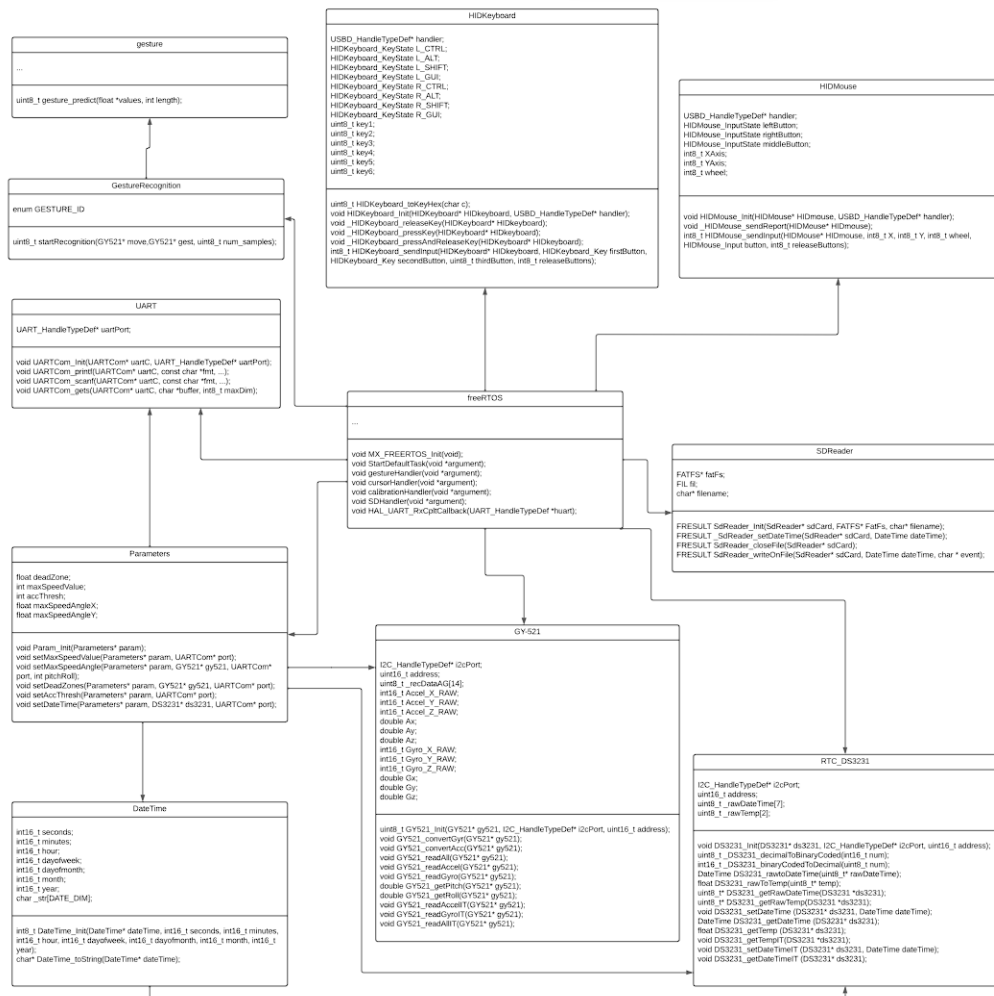 HIDKeyboard
USBD_HandleTypeDef* handler;
HIDKeyboard_KeyState L_CTRL;
HIDKeyboard_KeyState L_ALT;
HIDKeyboard_KeyState L_SHIFT;
HIDKeyboard_KeyState L_GUI;
HIDKeyboard_KeyState R_CTRL;
HIDKeyboard_KeyState R_ALT;
HIDKeyboard_KeyState R_SHIFT;
HIDKeyboard_KeyState R_GUI;
uint8_t key1;
uint8_t key2;
uint8_t key3;
uint8_t key4;
uint8_t key5;
uint8_t key6;
uint8_t HIDKeyboard_toKeyHex(char c);
void HIDKeyboard_Init(HIDKeyboard* HIDkeyboard, USBD_HandleTypeDef* handler);
void _HIDKeyboard_releaseKey(HIDKeyboard* HIDkeyboard);
void _HIDKeyboard_pressKey(HIDKeyboard* HIDkeyboard);
void _HIDKeyboard_pressAndReleaseKey(HIDKeyboard* HIDkeyboard);
int8_t HIDKeyboard_sendInput(HIDKeyboard* HIDkeyboard, HIDKeyboard_Key firstButton,
HIDKeyboard_Key secondButton, uint8_t thirdButton, int8_t releaseButtons);
gesture
...
uint8_t gesture_predict(float *values, int length);
HIDMouse
USBD_HandleTypeDef* handler;
HIDMouse_InputState leftButton;
HIDMouse_InputState rightButton;
HIDMouse_InputState middleButton;
int8_t XAxis;
int8_t YAxis;
int8_t wheel;
void HIDMouse_Init(HIDMouse* HIDmouse, USBD_HandleTypeDef* handler);
void _HIDMouse_sendReport(HIDMouse* HIDmouse);
int8_t HIDMouse_sendInput(HIDMouse* HIDmouse, int8_t X, int8_t Y, int8_t wheel,
HIDMouse_Input button, int8_t releaseButtons);
GestureRecognition
enum GESTURE_ID
uint8_t startRecognition(GY521* move,GY521* gest, uint8_t num_samples);
UART
UART_HandleTypeDef* uartPort;
void UARTCom_Init(UARTCom* uartC, UART_HandleTypeDef* uartPort);
void UARTCom_printf(UARTCom* uartC, const char *fmt, ...);
void UARTCom_scanf(UARTCom* uartC, const char *fmt, ...);
void UARTCom_gets(UARTCom* uartC, char *buffer, int8_t maxDim);
freeRTOS
...
void MX_FREERTOS_Init(void);
void StartDefaultTask(void *argument);
void gestureHandler(void *argument);
void cursorHandler(void *argument);
void calibrationHandler(void *argument);
void SDHandler(void *argument);
void HAL_UART_RxCpltCallback(UART_HandleTypeDef *huart);
SDReader
FATFS* fatFs;
FIL fil;
char* filename;
FRESULT SdReader_Init(SdReader* sdCard, FATFS* FatFs, char* filename);
FRESULT _SdReader_setDateTime(SdReader* sdCard, DateTime dateTime);
FRESULT SdReader_closeFile(SdReader* sdCard);
FRESULT SdReader_writeOnFile(SdReader* sdCard, DateTime dateTime, char * event);
Parameters
float deadZone;
int maxSpeedValue;
int accThresh;
float maxSpeedAngleX;
float maxSpeedAngleY;
void Param_Init(Parameters* param);
void setMaxSpeedValue(Parameters* param, UARTCom* port);
void setMaxSpeedAngle(Parameters* param, GY521* gy521, UARTCom*
port, int pitchRoll);
void setDeadZones(Parameters* param, GY521* gy521, UARTCom* port);
void setAccThresh(Parameters* param, UARTCom* port);
void setDateTime(Parameters* param, DS3231* ds3231, UARTCom* port);
GY-521
I2C_HandleTypeDef* i2cPort;
uint16_t address;
uint8_t _recDataAG[14];
int16_t Accel_X_RAW;
int16_t Accel_Y_RAW;
int16_t Accel_Z_RAW;
double Ax;
double Ay;
double Az;
int16_t Gyro_X_RAW;
int16_t Gyro_Y_RAW;
int16_t Gyro_Z_RAW;
double Gx;
double Gy;
double Gz;
uint8_t GY521_Init(GY521* gy521, I2C_HandleTypeDef* i2cPort, uint16_t address);
void GY521_convertGyr(GY521* gy521);
void GY521_convertAcc(GY521* gy521);
void GY521_readAll(GY521* gy521);
void GY521_readAccel(GY521* gy521);
void GY521_readGyro(GY521* gy521);
double GY521_getPitch(GY521* gy521);
double GY521_getRoll(GY521* gy521);
void GY521_readAccelIT(GY521* gy521);
void GY521_readGyroIT(GY521* gy521);
void GY521_readAllIT(GY521* gy521);
RTC_DS3231
I2C_HandleTypeDef* i2cPort;
uint16_t address;
uint8_t _rawDateTime[7];
uint8_t _rawTemp[2];
void DS3231_Init(DS3231* ds3231, I2C_HandleTypeDef* i2cPort, uint16_t address);
uint8_t _DS3231_decimalToBinaryCoded(int16_t num);
int16_t _DS3231_binaryCodedToDecimal(uint8_t num);
DateTime DS3231_rawtoDateTime(uint8_t* rawDateTime);
float DS3231_rawToTemp(uint8_t* temp);
uint8_t* DS3231_getRawDateTime(DS3231 *ds3231);
uint8_t* DS3231_getRawTemp(DS3231 *ds3231);
void DS3231_setDateTime (DS3231* ds3231, DateTime dateTime);
DateTime DS3231_getDateTime (DS3231* ds3231);
float DS3231_getTemp (DS3231* ds3231);
void DS3231_getTempIT(DS3231 *ds3231);
void DS3231_setDateTimeIT (DS3231* ds3231, DateTime dateTime);
void DS3231_getDateTimeIT (DS3231* ds3231);
DateTime
int16_t seconds;
int16_t minutes;
int16_t hour;
int16_t dayofweek;
int16_t dayofmonth;
int16_t month;
int16_t year;
char _str[DATE_DIM];
int8_t DateTime_Init(DateTime* dateTime, int16_t seconds, int16_t minutes,
int16_t hour, int16_t dayofweek, int16_t dayofmonth, int16_t month, int16_t
year);
char* DateTime_toString(DateTime* dateTime);